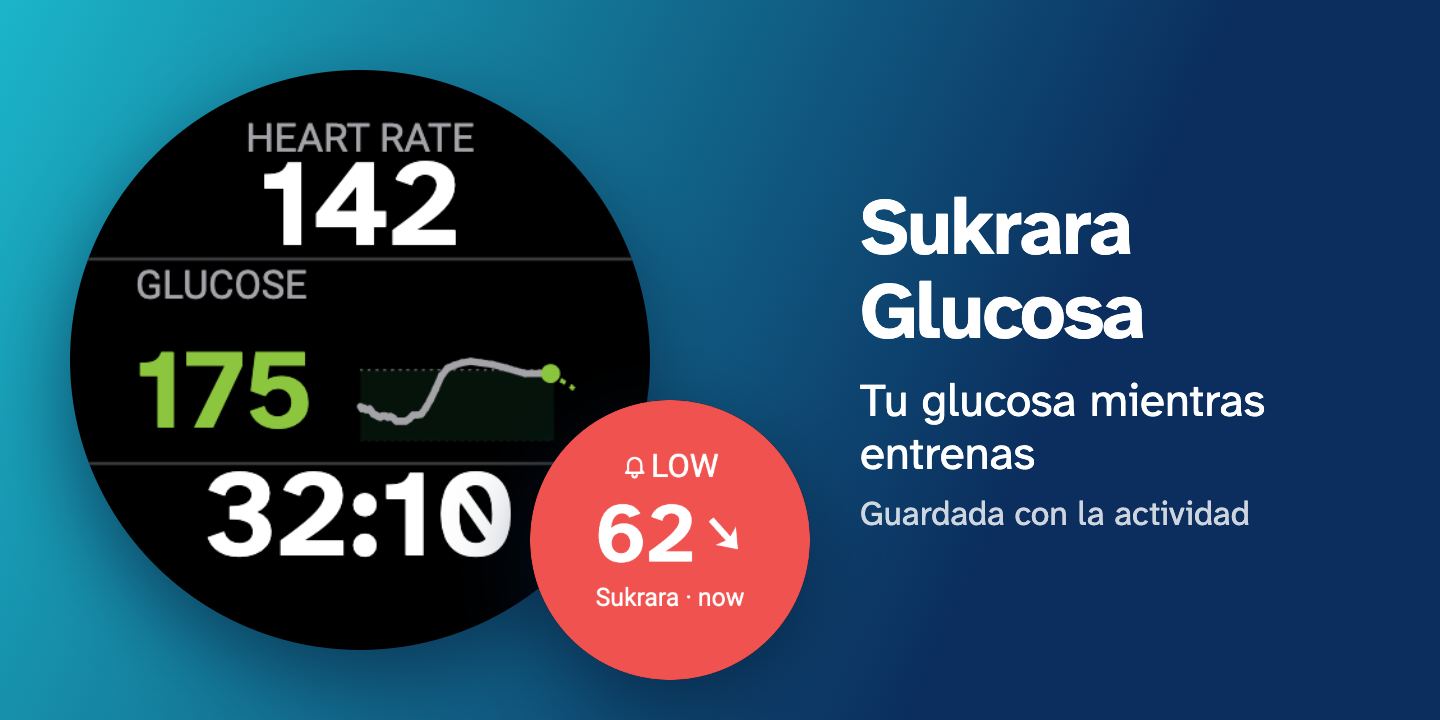 HEART RATE
142
GLUCOSE
175
32:10
LOW
62
Sukrara · now
Sukrara
Glucosa
Tu glucosa mientras
entrenas
Guardada con la actividad